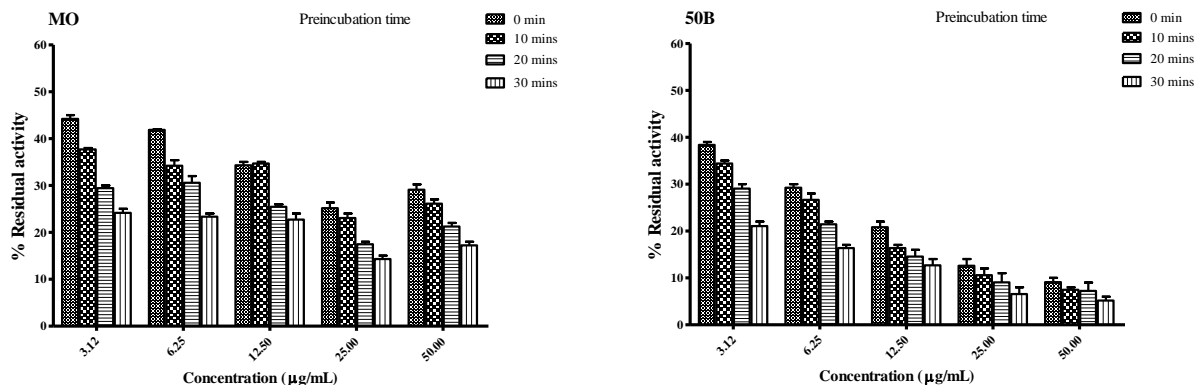 MO
Preincubation time
0 min
10 mins
20 mins
30 mins
% Residual activity
60
50
40
30
20
10
0
3.12
6.25
12.50
25.00
50.00
Concentration (µg/mL)
50B
Preincubation time
0 min
10 mins
20 mins
30 mins
% Residual activity
60
50
40
30
20
10
0
3.12
6.25
12.50
25.00
50.00
Concentration (µg/mL)